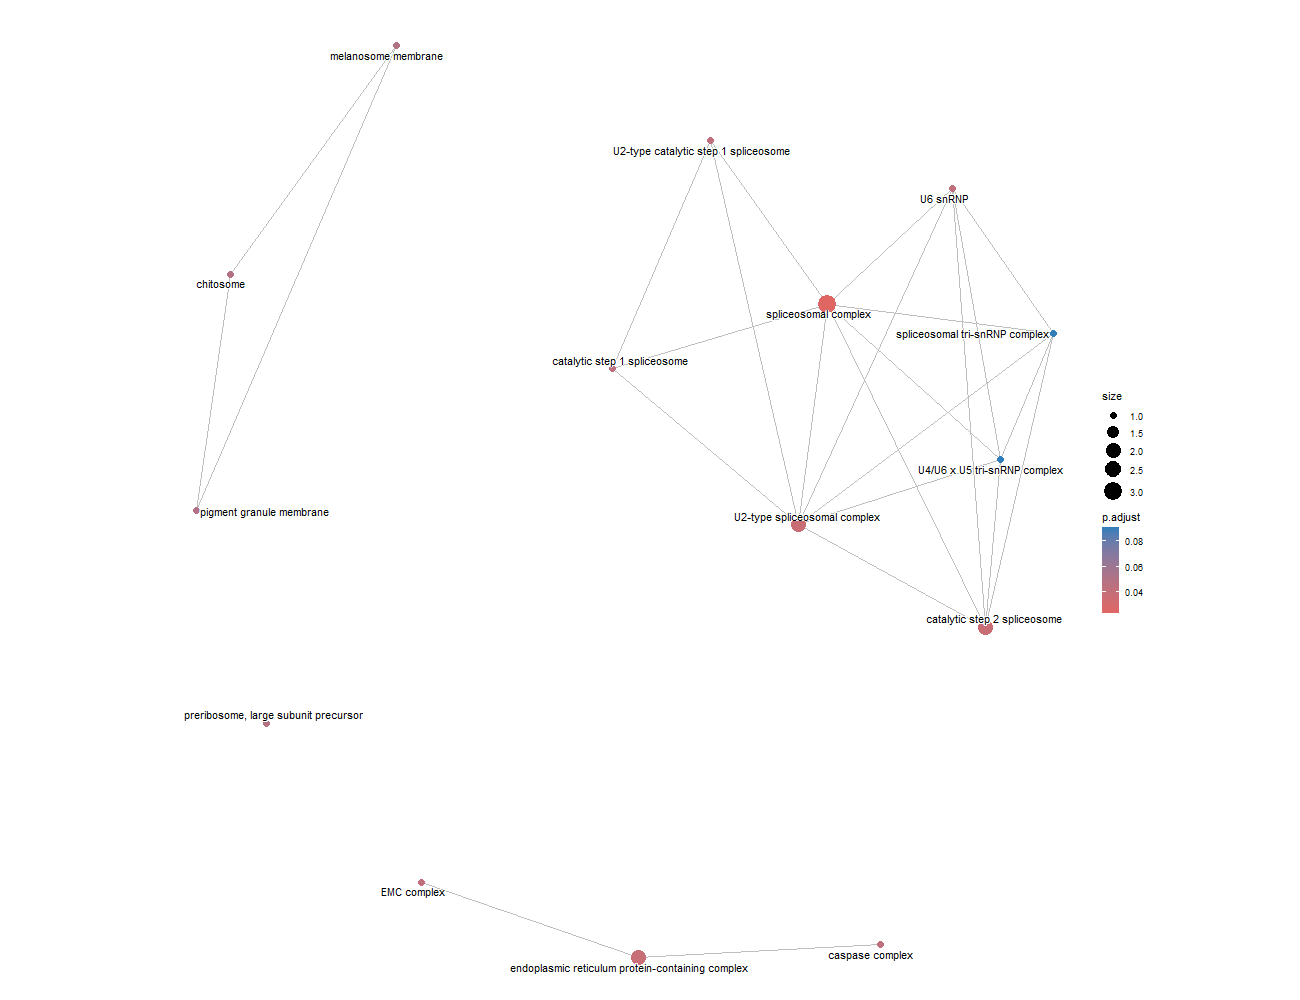 melanosome membrane
U2-type catalytic step 1 spliceosome
U6 snRNP
chitosome
spliceosomal complex
spliceosomal tri-snRNP complex
catalytic step 1 spliceosome
U4/U6 x U5 tri-snRNP complex
pigment granule membrane
U2-type spliceosomal complex
catalytic step 2 spliceosome
preribosome, large subunit precursor
EMC complex
endoplasmic reticulum protein-containing complex
caspase complex
size
1.0
1.5
2.0
2.5
3.0
p.adjust
0.08
0.06
0.04